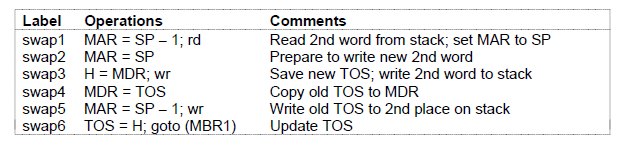 Label Operations Comments
swap1 MAR = SP – 1; rd Read 2nd word from stack; set MAR to SP
swap2 MAR = SP Prepare to write new 2nd word
swap3 H = MDR; wr Save new TOS; write 2nd word to stack
swap4 MDR = TOS Copy old TOS to MDR
swap5 MAR = SP – 1; wr Write old TOS to 2nd place on stack
swap6 TOS = H; goto (MBR1) Update TOS